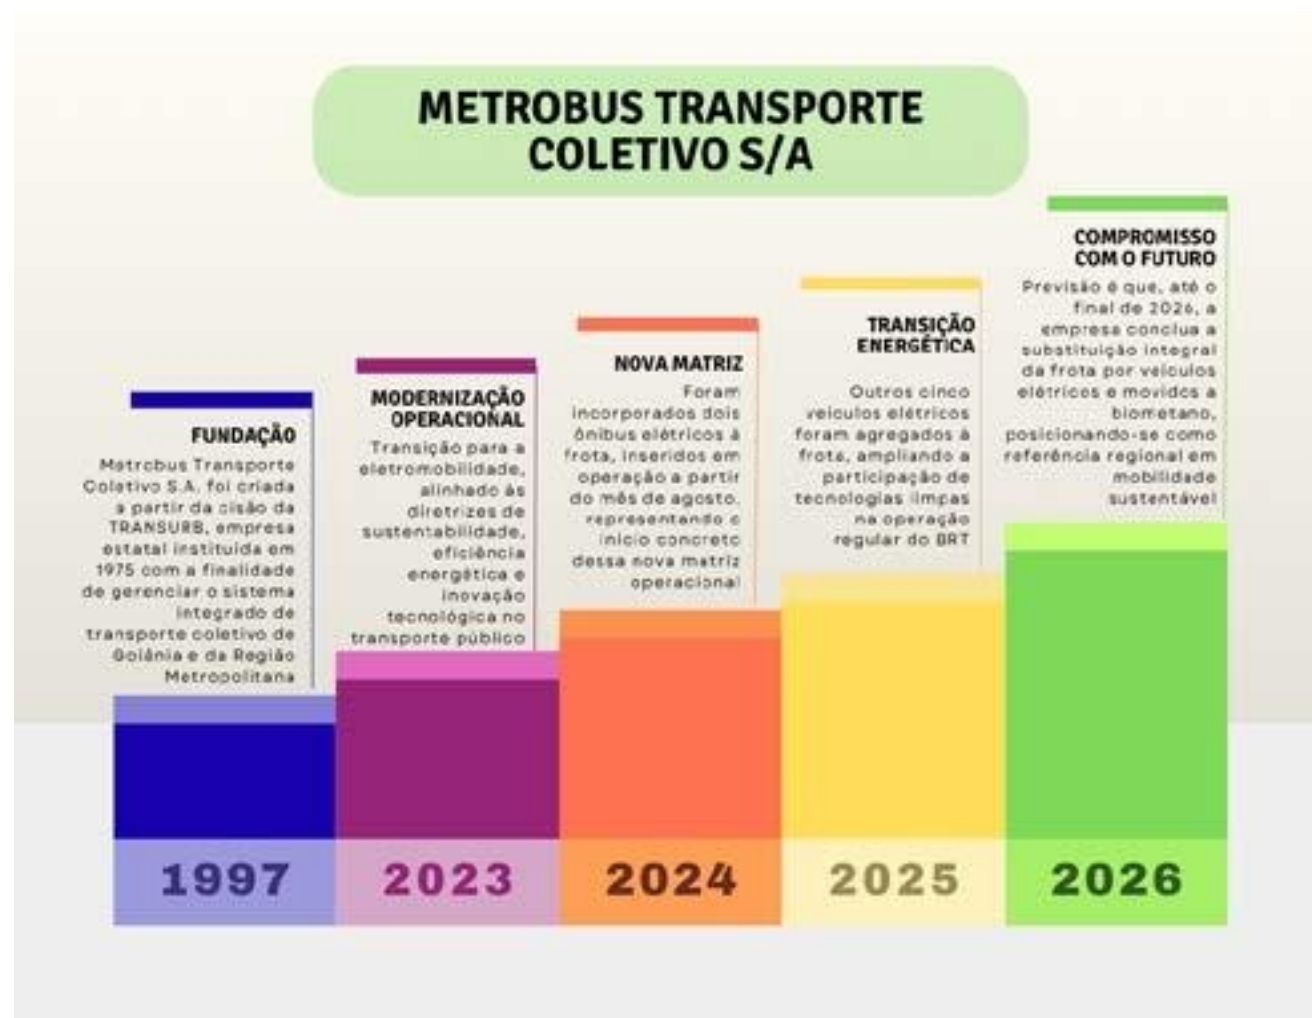 METROBUS TRANSPORTE
COLETIVO S/A
FUNDAÇÃO
Metrobus Transporte
Coletivo S.A. foi criada
a partir da cisão da
TRANSURB, empresa
estatal instituída em
1975 com a finalidade
de gerenciar o sistema
integrado de
transporte coletivo de
Goiânia e da Região
Metropolitana
1997
MODERNIZAÇÃO
OPERACIONAL
Transição para a
eletromobilidade,
alinhado às
diretrizes de
sustentabilidade,
eficiência
energética e
inovação
tecnológica no
transporte público
2023
NOVA MATRIZ
Foram
incorporados dois
ônibus elétricos à
frota, inseridos em
operação a partir
do mês de agosto,
representando o
início concreto
dessa nova matriz
operacional
2024
TRANSIÇÃO
ENERGÉTICA
Outros cinco
veículos elétricos
foram agregados à
frota, ampliando a
participação de
tecnologias limpas
na operação
regular do BRT
2025
COMPROMISSO
COM O FUTURO
Previsão é que, até o
final de 2026, a
empresa conclua a
substituição integral
da frota por veículos
elétricos e movidos a
biometano,
posicionando-se como
referência regional em
mobilidade
sustentável
2026